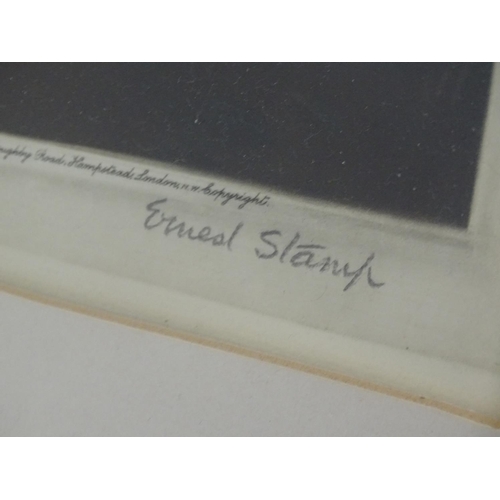 Road, Hampstead, London, N.W. Copyright.
Ernest Stamp